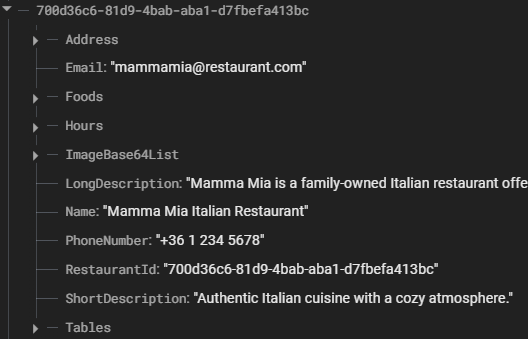 700d36c6-81d9-4bab-aba1-d7fbefa413bc
Address
Email: "mammamia@restaurant.com"
Foods
Hours
ImageBase64List
LongDescription: "Mamma Mia is a family-owned Italian restaurant offe
Name: "Mamma Mia Italian Restaurant"
PhoneNumber: "+36 1 234 5678"
RestaurantId: "700d36c6-81d9-4bab-aba1-d7fbefa413bc"
ShortDescription: "Authentic Italian cuisine with a cozy atmosphere."
Tables